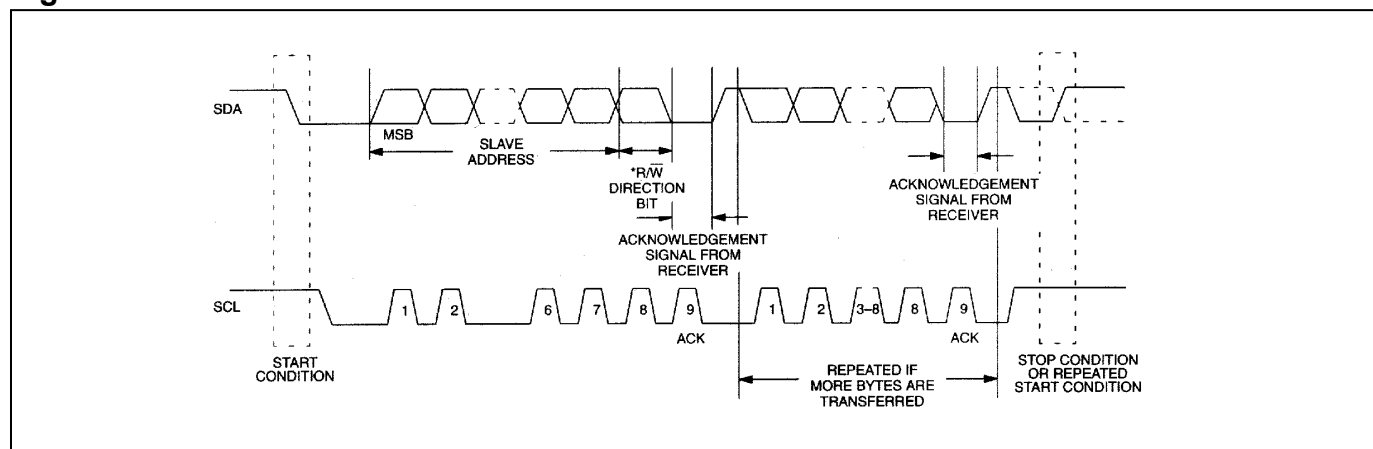 SDA
MSB
SLAVE
ADDRESS
*R/W̅
DIRECTION
BIT
ACKNOWLEDGEMENT
SIGNAL FROM
RECEIVER
ACKNOWLEDGEMENT
SIGNAL FROM
RECEIVER
SCL
1 2 6 7 8 9 1 2 3–8 8 9
ACK
ACK
START
CONDITION
REPEATED IF
MORE BYTES ARE
TRANSFERRED
STOP CONDITION
OR REPEATED
START CONDITION